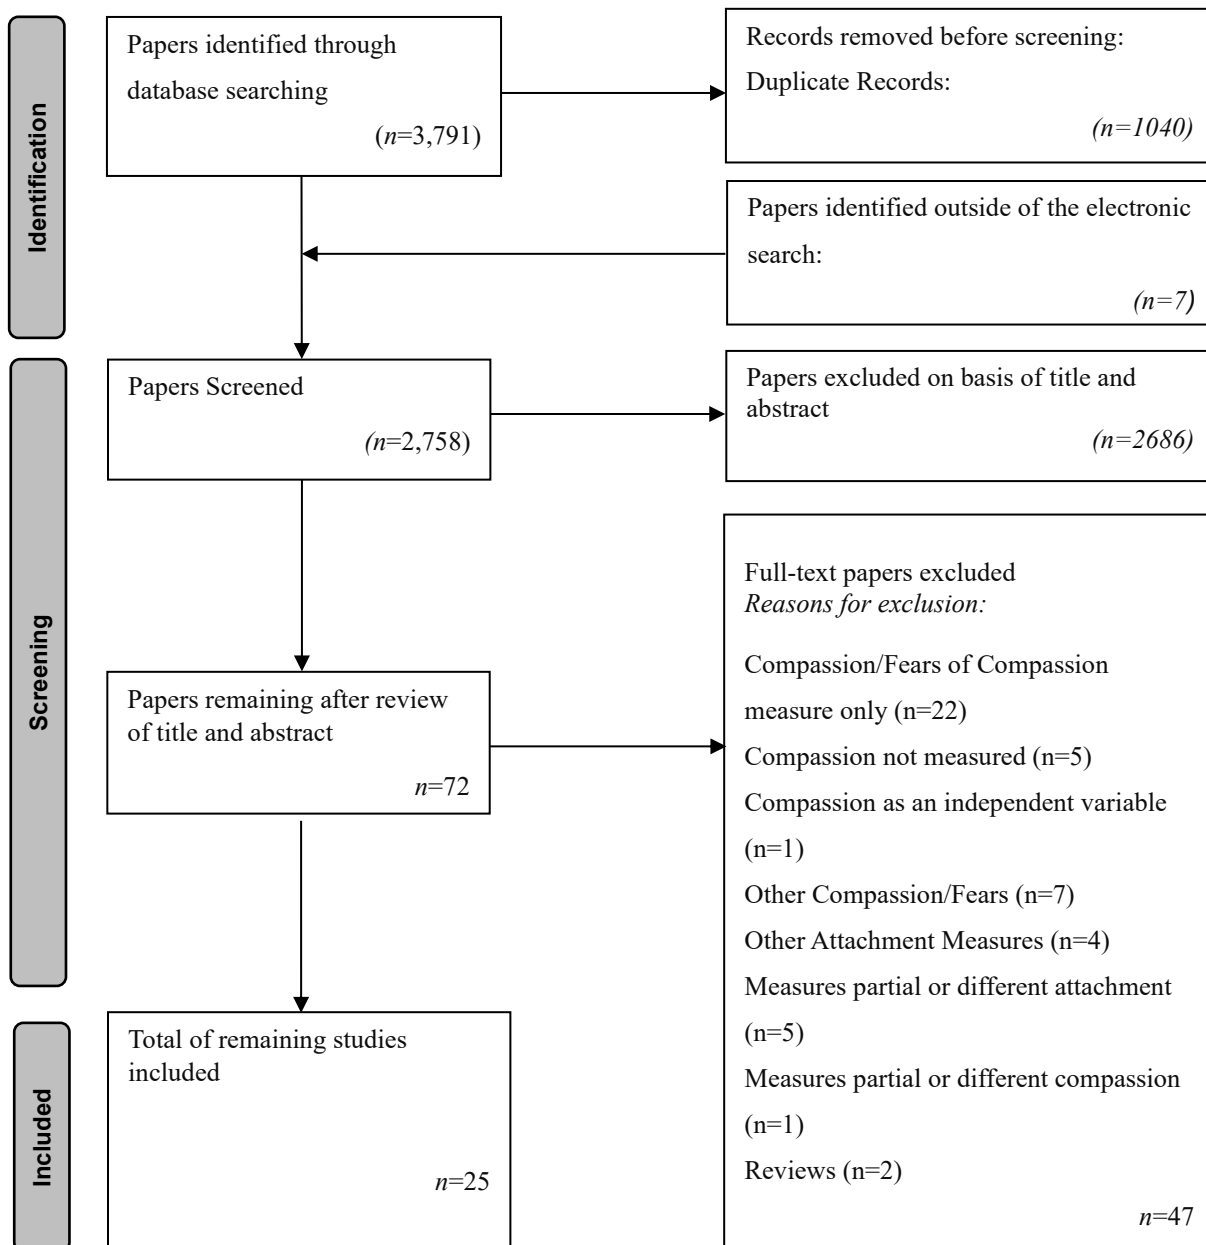 Identification
Papers identified through
database searching
(n=3,791)
Records removed before screening:
Duplicate Records:
(n=1040)
Papers identified outside of the electronic
search:
(n=7)
Screening
Papers Screened
(n=2,758)
Papers excluded on basis of title and
abstract
(n=2686)
Papers remaining after review
of title and abstract
n=72
Full-text papers excluded
Reasons for exclusion:
Compassion/Fears of Compassion
measure only (n=22)
Compassion not measured (n=5)
Compassion as an independent variable
(n=1)
Other Compassion/Fears (n=7)
Other Attachment Measures (n=4)
Measures partial or different attachment
(n=5)
Measures partial or different compassion
(n=1)
Reviews (n=2)
n=47
Included
Total of remaining studies
included
n=25